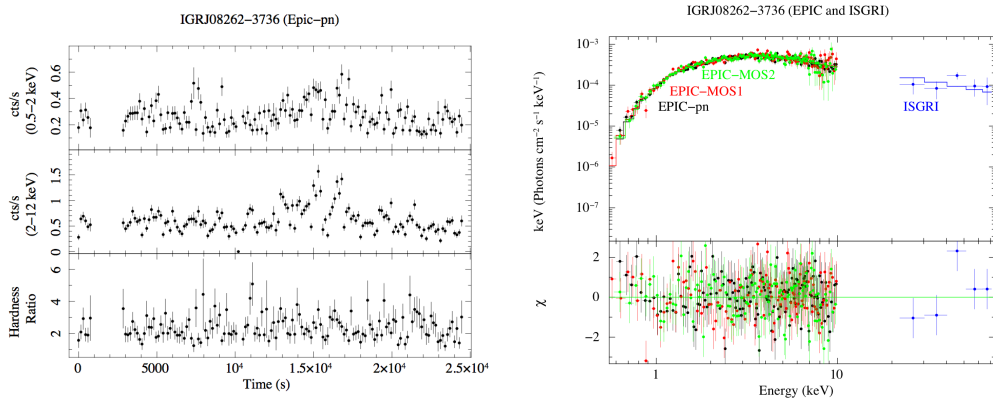 IGRJ08262−3736 (Epic−pn)
cts/s
(0.5−2 keV)
0.2 0.4 0.6
cts/s
(2−12 keV)
0 0.5 1 1.5
Hardness
Ratio
2 4 6
0 5000 10⁴ 1.5×10⁴ 2×10⁴ 2.5×10⁴
Time (s)
IGRJ08262−3736 (EPIC and ISGRI)
keV (Photons cm⁻² s⁻¹ keV⁻¹)
10⁻³
10⁻⁴
10⁻⁵
10⁻⁶
10⁻⁷
EPIC−MOS2
EPIC−MOS1
EPIC−pn
ISGRI
χ
2
0
−2
1 10
Energy (keV)